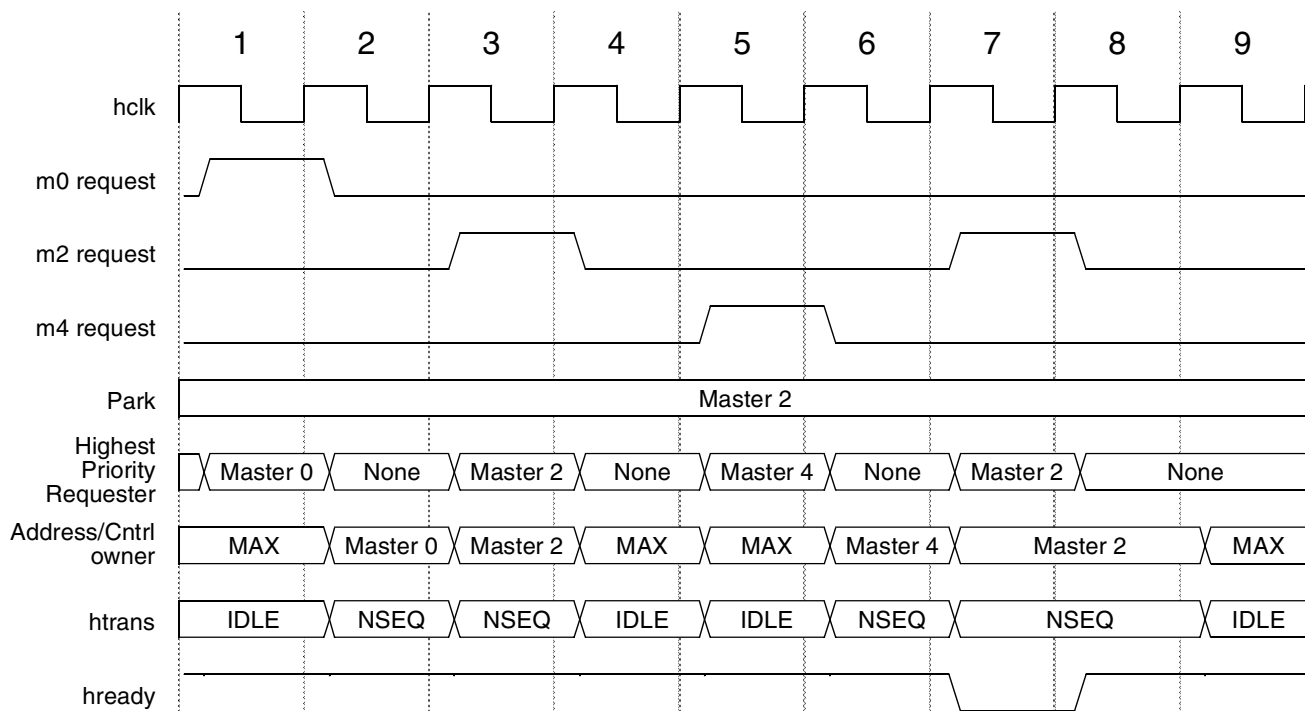 1 2 3 4 5 6 7 8 9
hclk
m0 request
m2 request
m4 request
Park Master 2
Highest
Priority
Requester
Master 0 None Master 2 None Master 4 None Master 2 None
Address/Cntrl
owner
MAX Master 0 Master 2 MAX MAX Master 4 Master 2 MAX
htrans IDLE NSEQ NSEQ IDLE IDLE NSEQ NSEQ IDLE
hready